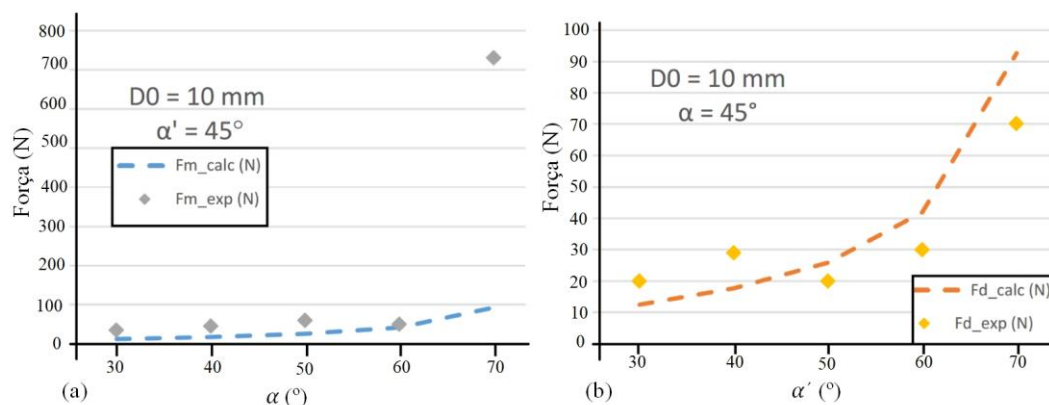 800
700
600
500
400
300
200
100
0
Força (N)
D0 = 10 mm
α' = 45°
Fm_calc (N)
Fm_exp (N)
30 40 50 60 70
(a) α (º)
100
90
80
70
60
50
40
30
20
10
0
Força (N)
D0 = 10 mm
α = 45°
Fd_calc (N)
Fd_exp (N)
30 40 50 60 70
(b) α´ (º)